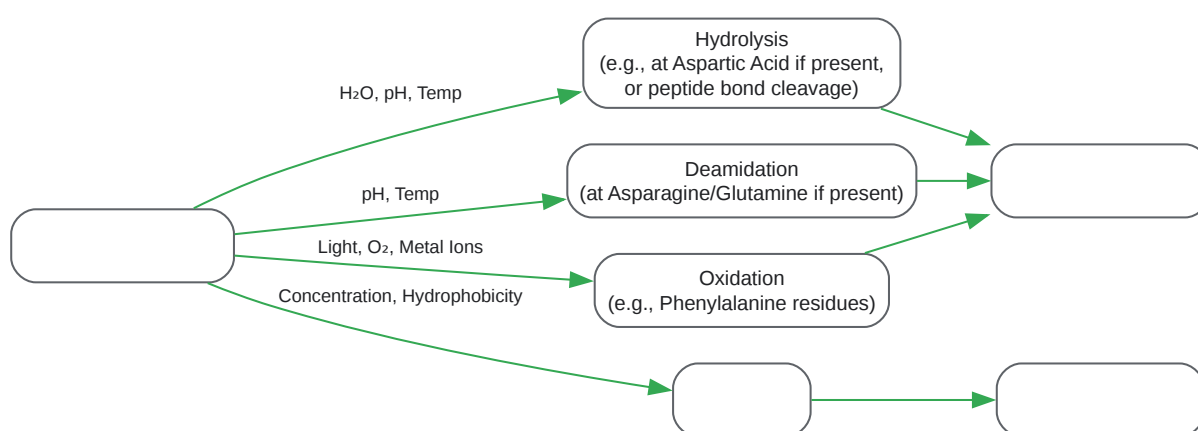 Hydrolysis
(e.g., at Aspartic Acid if present,
or peptide bond cleavage)
H₂O, pH, Temp
Deamidation
(at Asparagine/Glutamine if present)
pH, Temp
Light, O₂, Metal Ions
Oxidation
(e.g., Phenylalanine residues)
Concentration, Hydrophobicity